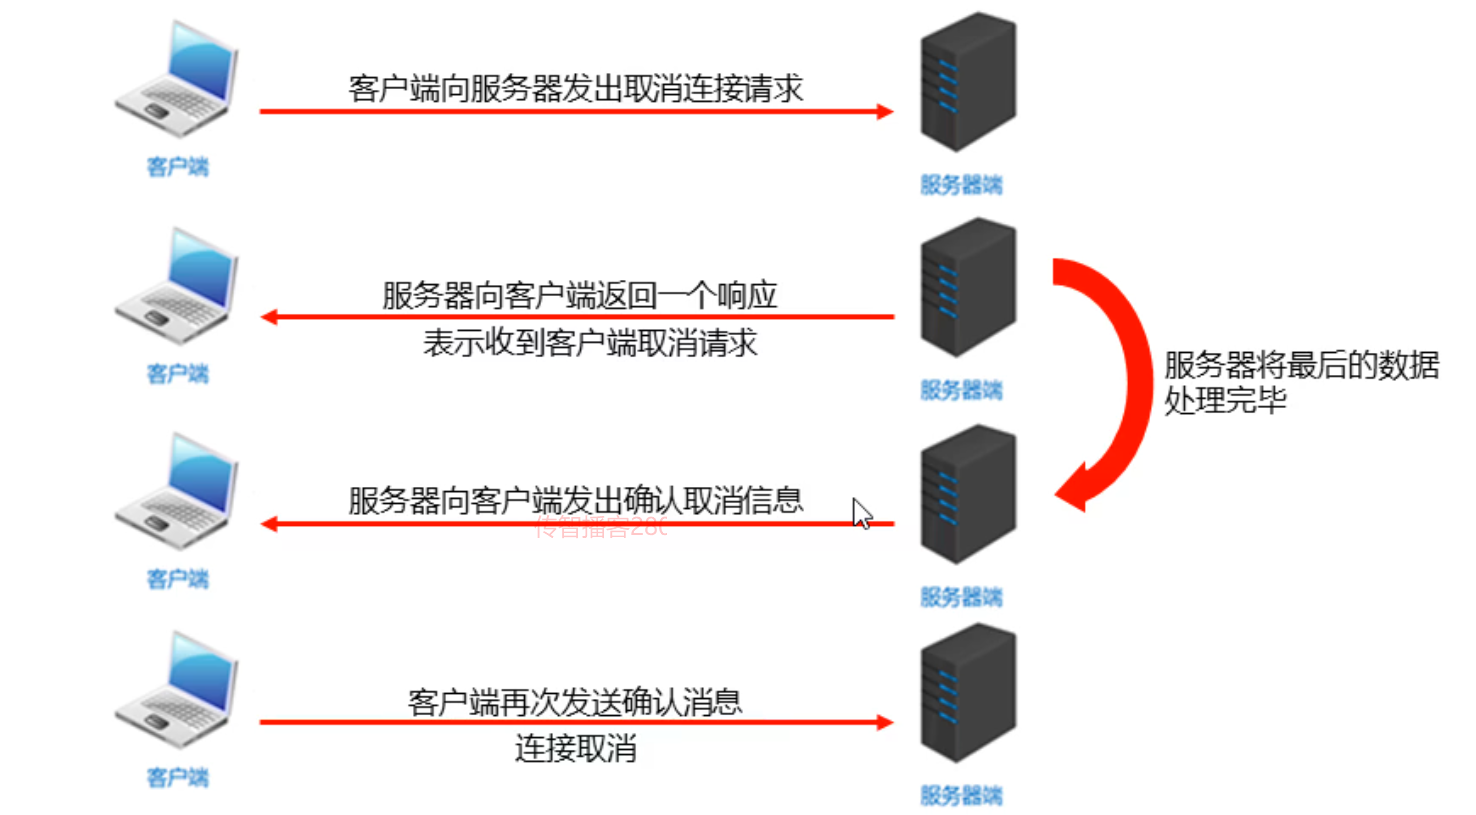 客户端向服务器发出取消连接请求
客户端
服务器端
服务器向客户端返回一个响应
表示收到客户端取消请求
客户端
服务器端
服务器将最后的数据
处理完毕
服务器向客户端发出确认取消信息
传智播客28
客户端
服务器端
客户端再次发送确认消息
连接取消
客户端
服务器端